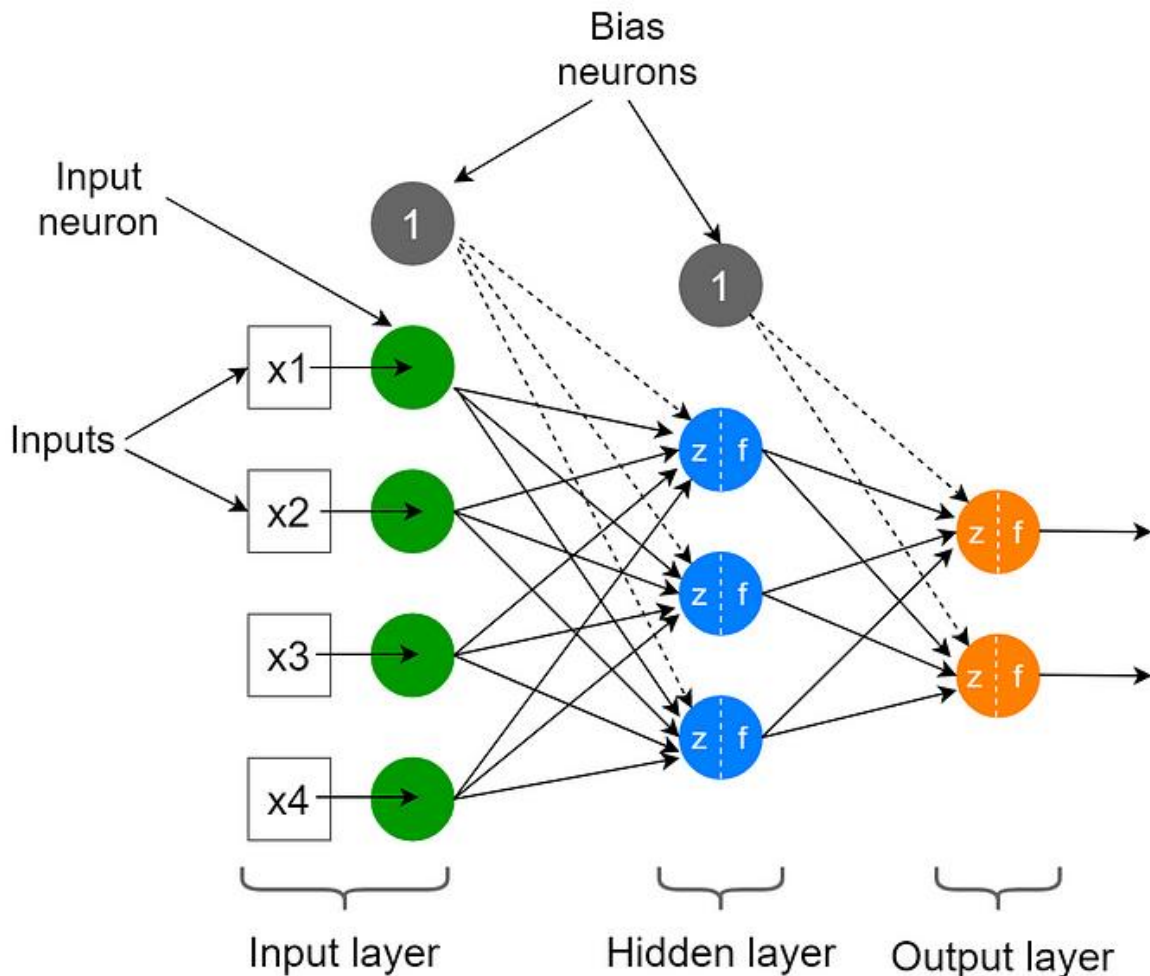 Bias
neurons
Input
neuron
1
1
x1
Inputs
z f
x2
z f
z f
x3
z f
z f
x4
Input layer
Hidden layer
Output layer